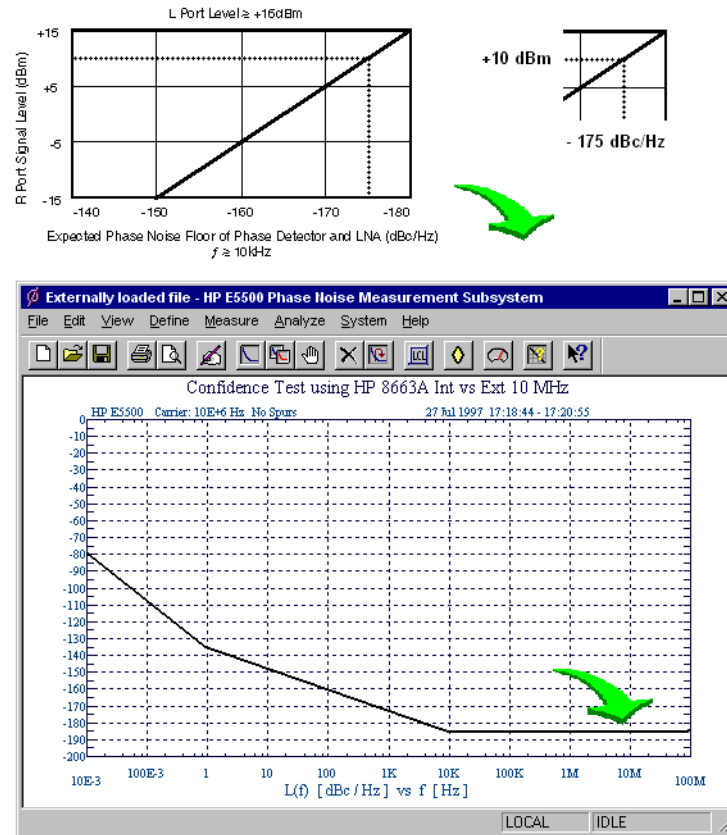 L Port Level ≥ +15dBm
+15
+5
-5
-15
R Port Signal Level (dBm)
-140 -150 -160 -170 -180
Expected Phase Noise Floor of Phase Detector and LNA (dBc/Hz)
f ≥ 10kHz
+10 dBm
- 175 dBc/Hz
Externally loaded file - HP E5500 Phase Noise Measurement Subsystem
File Edit View Define Measure Analyze System Help
LCL
Confidence Test using HP 8663A Int vs Ext 10 MHz
HP E5500 Carrier: 10E+6 Hz No Spurs 27 Jul 1997 17:18:44 - 17:20:55
0
-10
-20
-30
-40
-50
-60
-70
-80
-90
-100
-110
-120
-130
-140
-150
-160
-170
-180
-190
-200
10E-3 100E-3 1 10 100 1K 10K 100K 1M 10M 100M
L(f) [ dBc / Hz ] vs f [ Hz ]
LOCAL IDLE